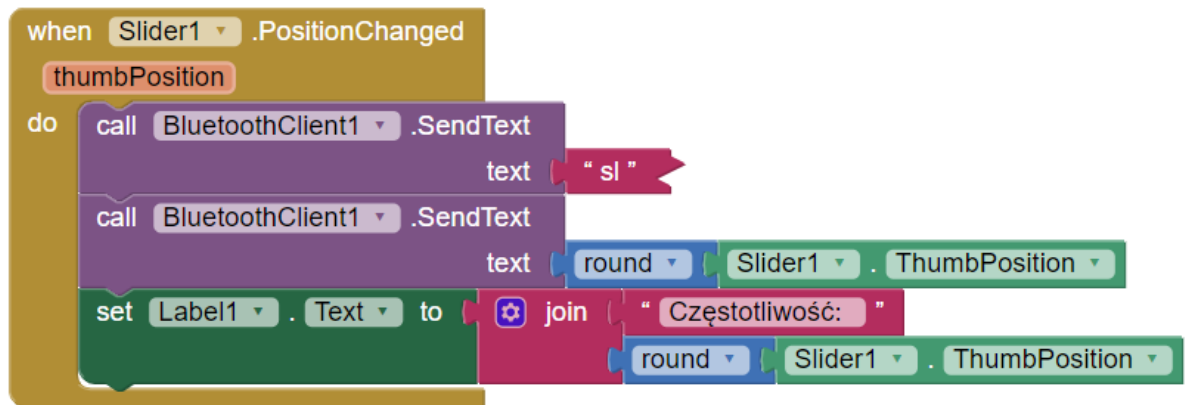 when Slider1 .PositionChanged
thumbPosition
do call BluetoothClient1 .SendText
text “ sl ”
call BluetoothClient1 .SendText
text round Slider1 . ThumbPosition
set Label1 . Text to join “ Częstotliwość: ”
round Slider1 . ThumbPosition